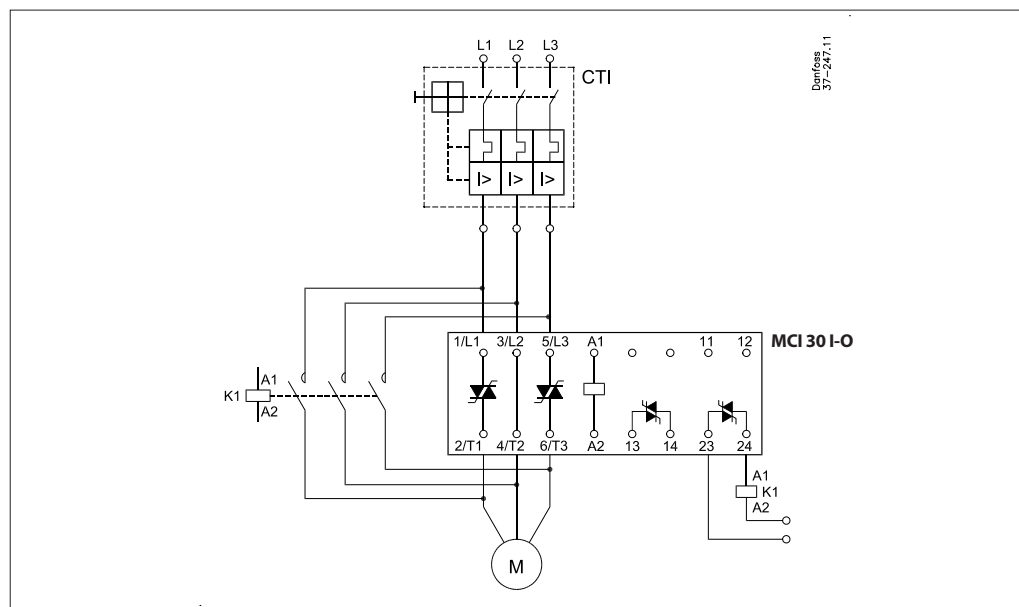 L1 L2 L3
CTI
Danfoss
37-247.11
I> I> I>
1/L1 3/L2 5/L3 A1 11 12
MCI 30 I-O
A1
K1
A2
2/T1 4/T2 6/T3 A2 13 14 23 24
A1
K1
A2
M